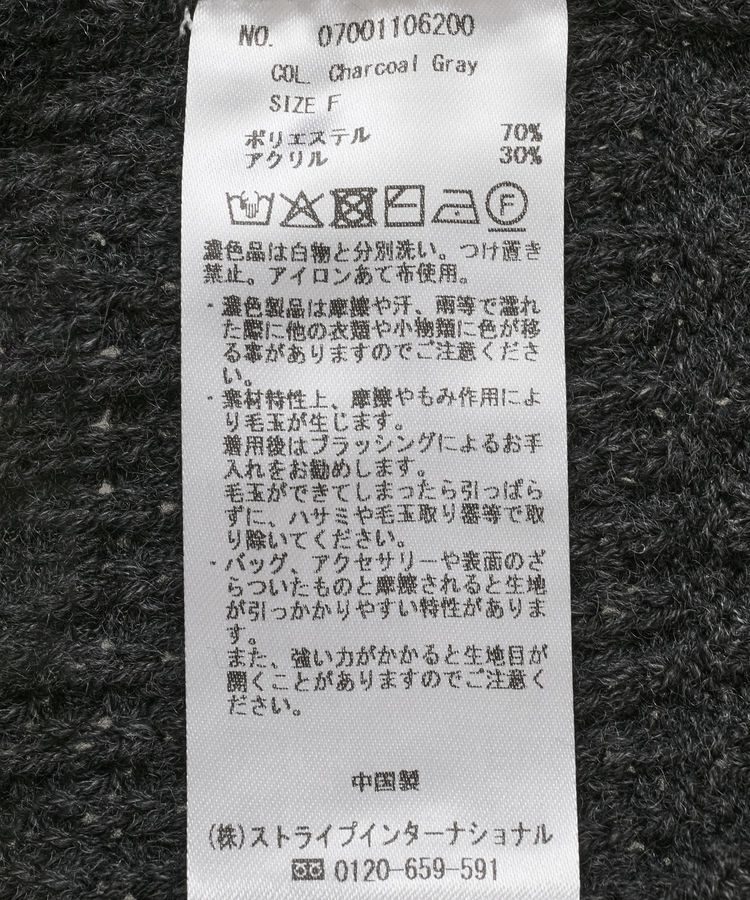 NO. 07001106200
COL. Charcoal Gray
SIZE F
ポリエステル 70%
アクリル 30%
F
濃色品は白物と分別洗い。つけ置き
禁止。アイロンあて布使用。
・濃色製品は摩擦や汗、雨等で濡れ
た際に他の衣類や小物類に色が移
る事がありますのでご注意くださ
い。
・素材特性上、摩擦やもみ作用によ
り毛玉が生じます。
着用後はブラッシングによるお手
入れをお勧めします。
毛玉ができてしまったら引っぱら
ずに、ハサミや毛玉取り器等で取
り除いてください。
・バッグ、アクセサリーや表面のざ
らついたものと摩擦されると生地
が引っかかりやすい特性がありま
す。
また、強い力がかかると生地目が
開くことがありますのでご注意く
ださい。
中国製
(株)ストライプインターナショナル
0120-659-591